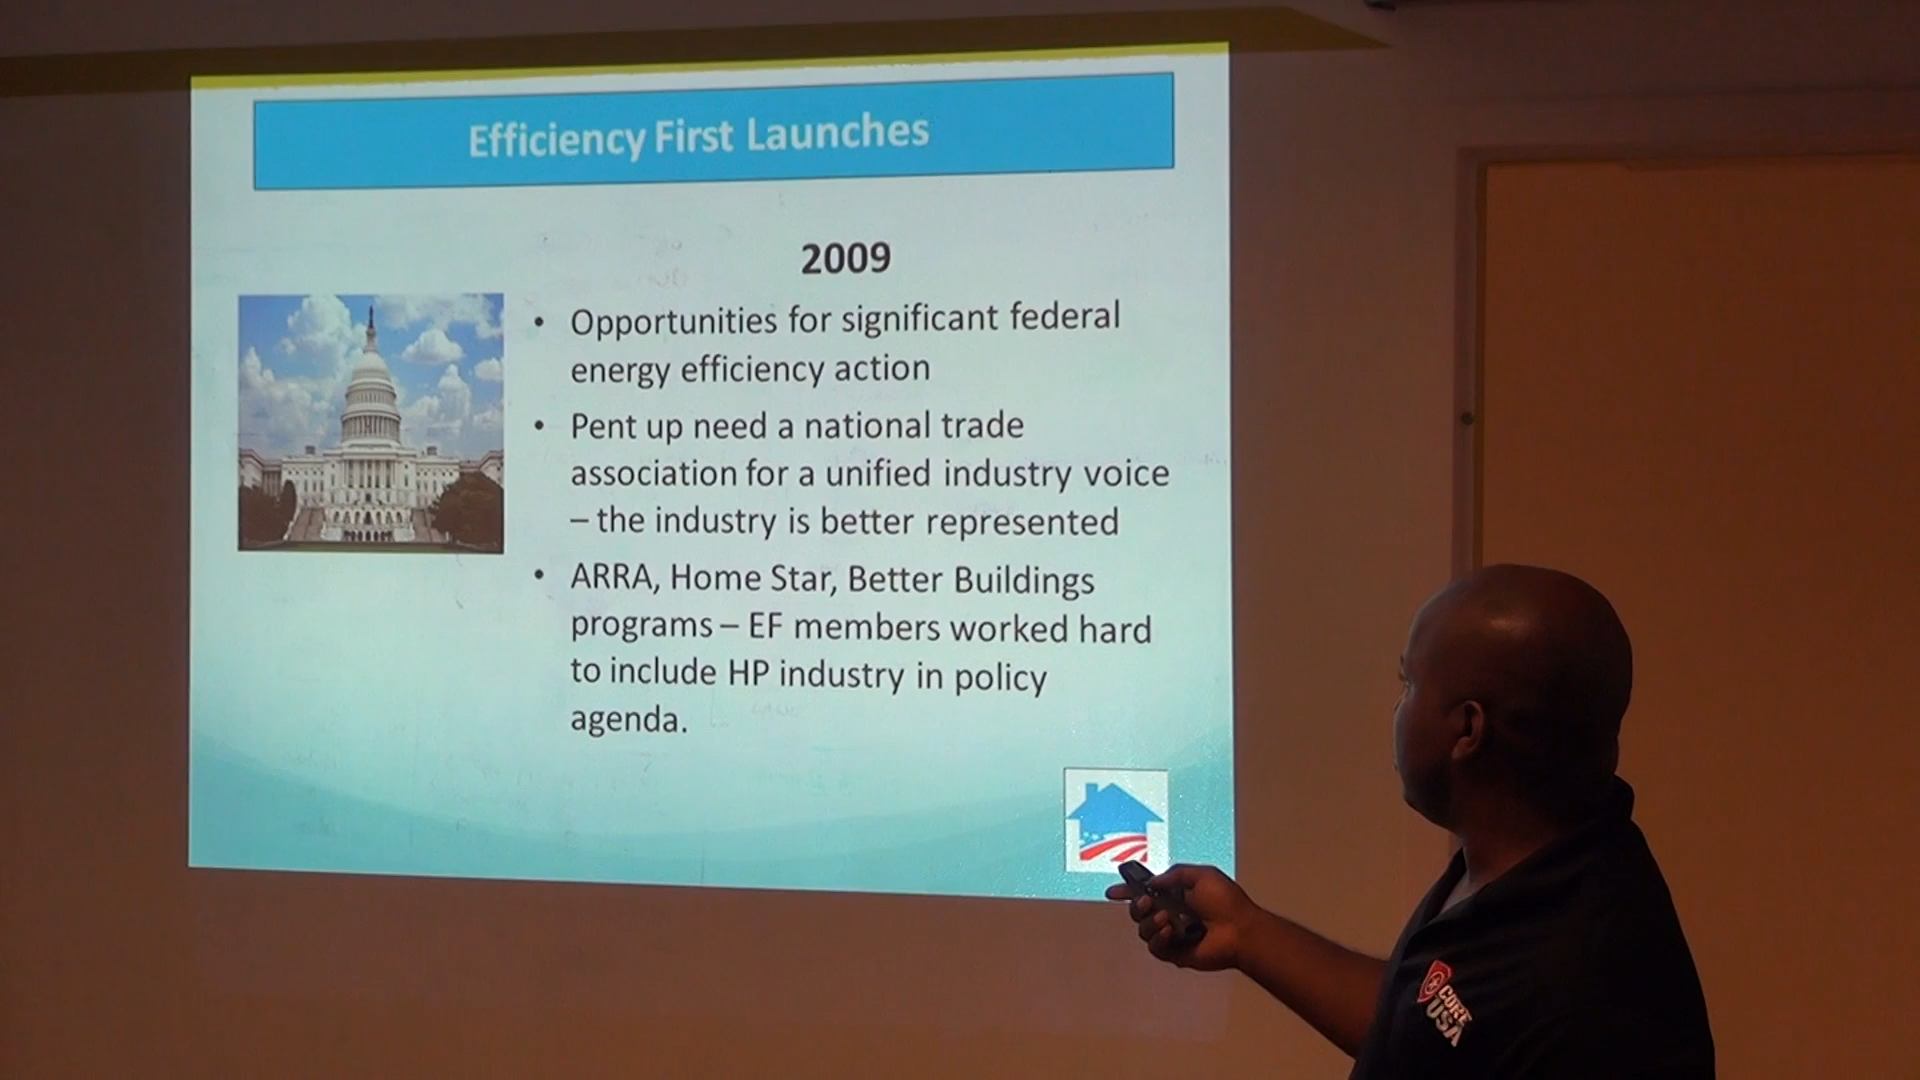 Efficiency First Launches
2009
• Opportunities for significant federal
energy efficiency action
• Pent up need a national trade
association for a unified industry voice
– the industry is better represented
• ARRA, Home Star, Better Buildings
programs – EF members worked hard
to include HP industry in policy
agenda.
CORE
USA